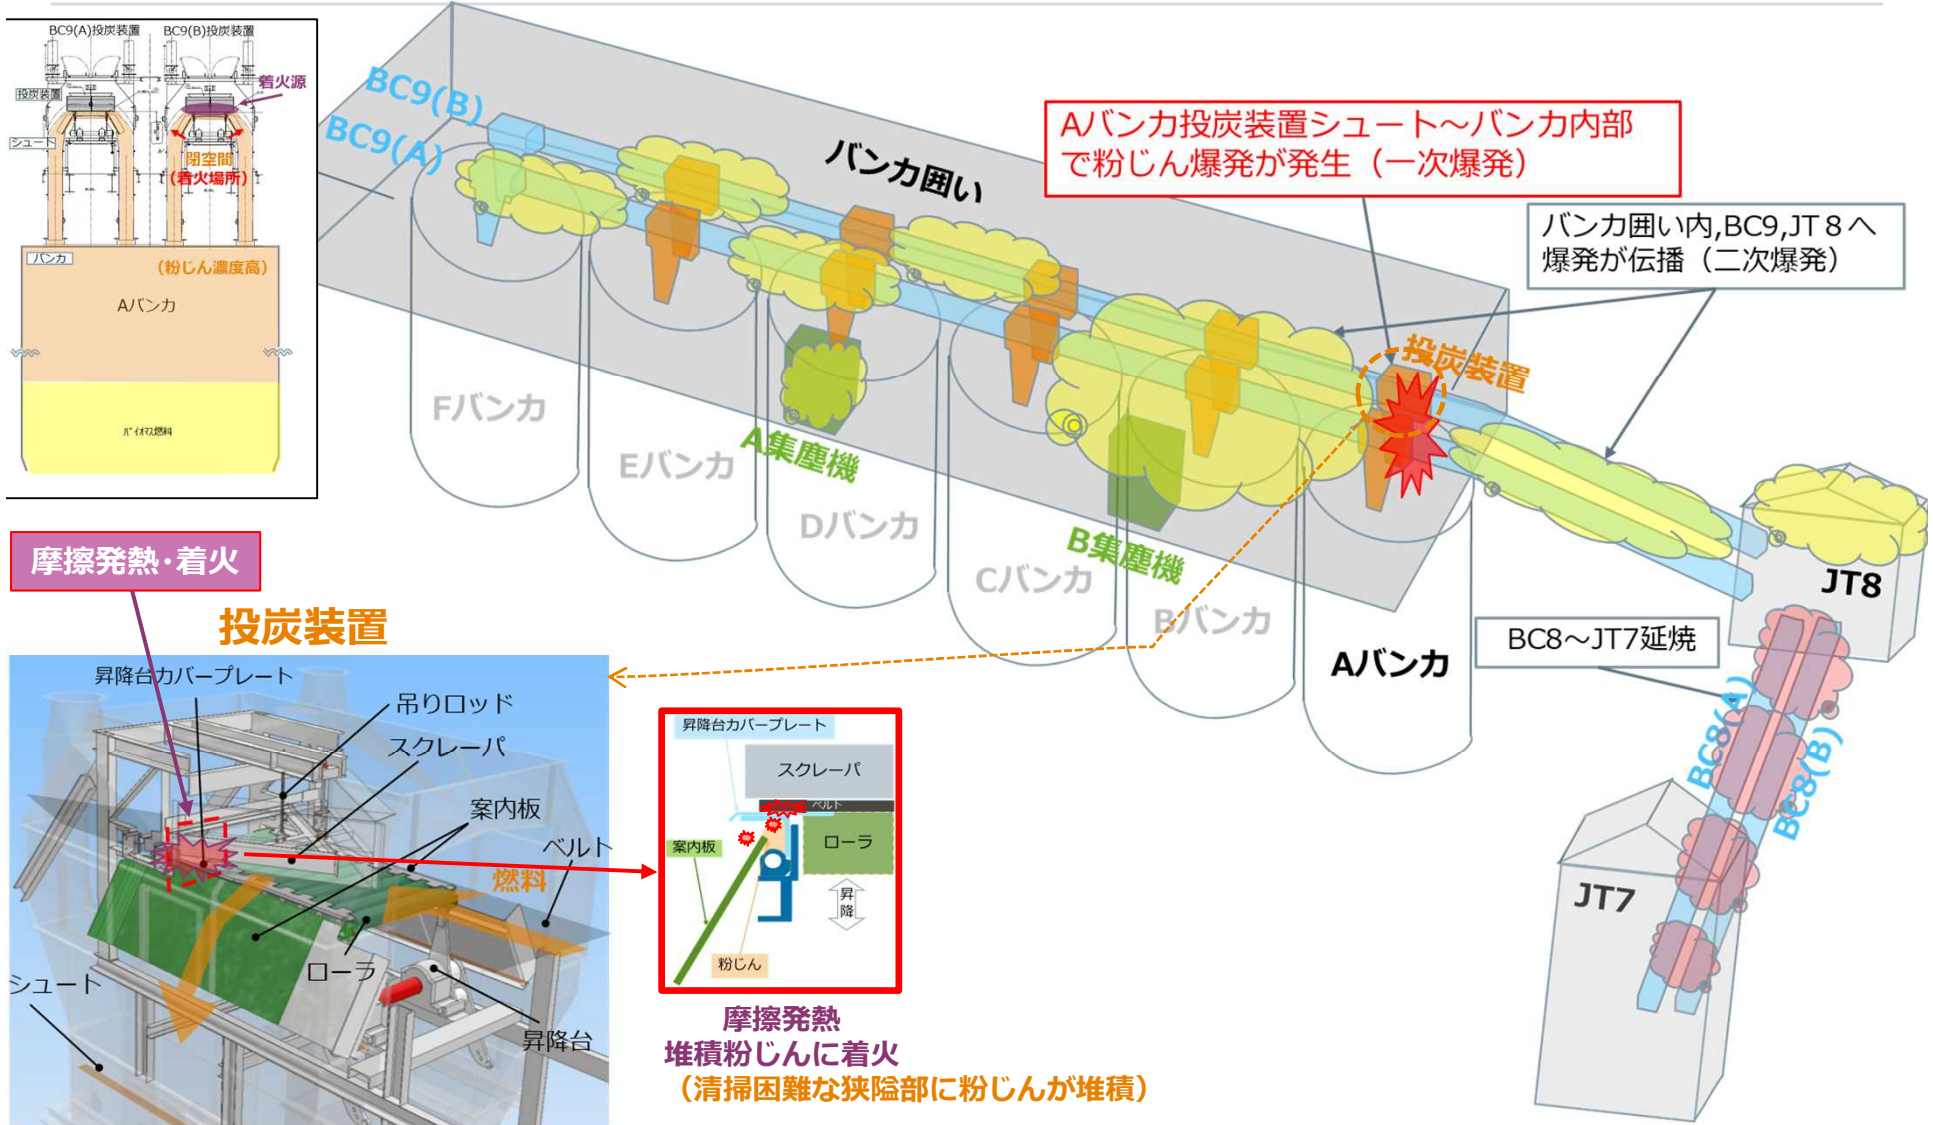 BC9(A)投炭装置
BC9(B)投炭装置
着火源
投炭装置
シュート
閉空間
(着火場所)
バンカ
(粉じん濃度高)
Aバンカ
バイオマス燃料
BC9(B)
BC9(A)
バンカ囲い
Aバンカ投炭装置シュート～バンカ内部
で粉じん爆発が発生（一次爆発）
バンカ囲い内,BC9,JT８へ
爆発が伝播（二次爆発）
投炭装置
Fバンカ
Eバンカ
Dバンカ
Cバンカ
Bバンカ
Aバンカ
A集塵機
B集塵機
JT8
BC8～JT7延焼
BC8(A)
BC8(B)
JT7
摩擦発熱･着火
投炭装置
昇降台カバープレート
吊りロッド
スクレーパ
案内板
ベルト
燃料
ローラ
シュート
昇降台
昇降台カバープレート
スクレーパ
ベルト
ローラ
案内板
昇
降
粉じん
摩擦発熱
堆積粉じんに着火
（清掃困難な狭隘部に粉じんが堆積）